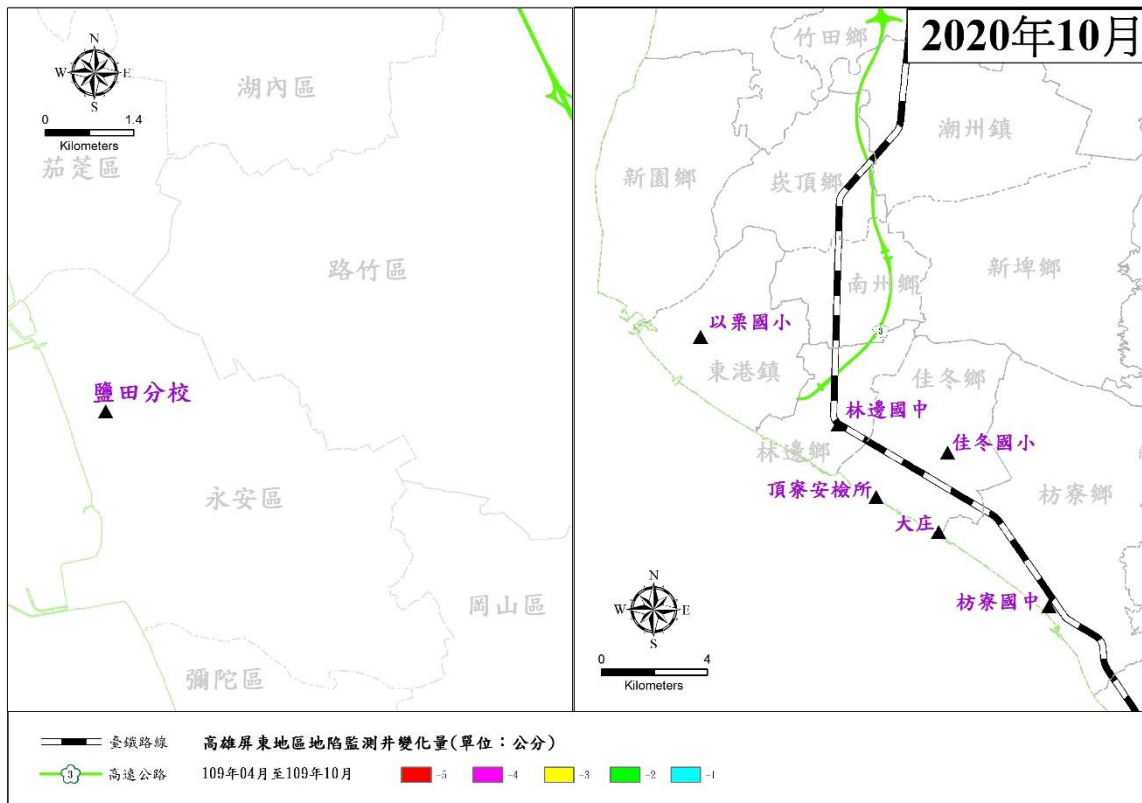 2020年10月
N
W E
S
0 1.4
Kilometers
湖內區
茄萣區
路竹區
鹽田分校
永安區
岡山區
彌陀區
竹田鄉
潮州鎮
新園鄉
崁頂鄉
新埤鄉
南州鄉
以栗國小
3
東港鎮
佳冬鄉
林邊國中
佳冬國小
林邊鄉
頂寮安檢所
枋寮鄉
大庄
枋寮國中
N
W E
S
0 4
Kilometers
臺鐵路線
高雄屏東地區地陷監測井變化量(單位：公分)
3 高速公路
109年04月至109年10月
-5 -4 -3 -2 -1